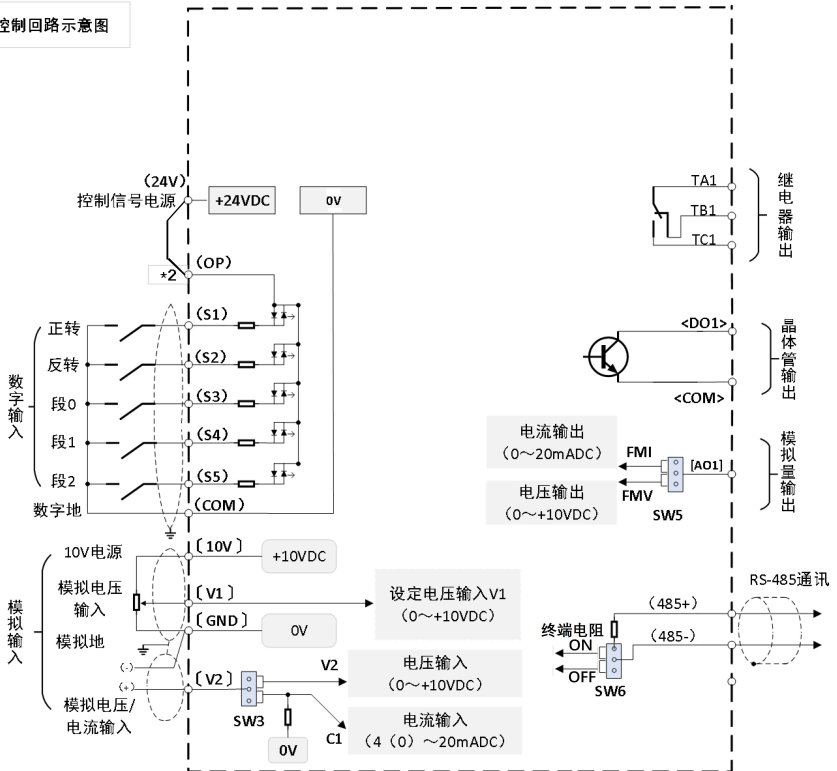 控制回路示意图
(24V)
控制信号电源
+24VDC
0V
*2
(OP)
数字输入
正转
(S1)
反转
(S2)
段0
(S3)
段1
(S4)
段2
(S5)
数字地
(COM)
模拟输入
10V电源
〔10V〕
+10VDC
模拟电压
输入
〔V1〕
设定电压输入V1
(0～+10VDC)
〔GND〕
0V
模拟地
(-)
(+)
〔V2〕
模拟电压/
电流输入
SW3
V2
电压输入
(0～+10VDC)
C1
电流输入
(4（0）～20mADC)
0V
TA1
TB1
TC1
继电器输出
<DO1>
<COM>
晶体管输出
电流输出
（0～20mADC）
FMI
电压输出
（0～+10VDC）
FMV
SW5
[AO1]
模拟量输出
RS-485通讯
（485+）
（485-）
终端电阻
ON
OFF
SW6